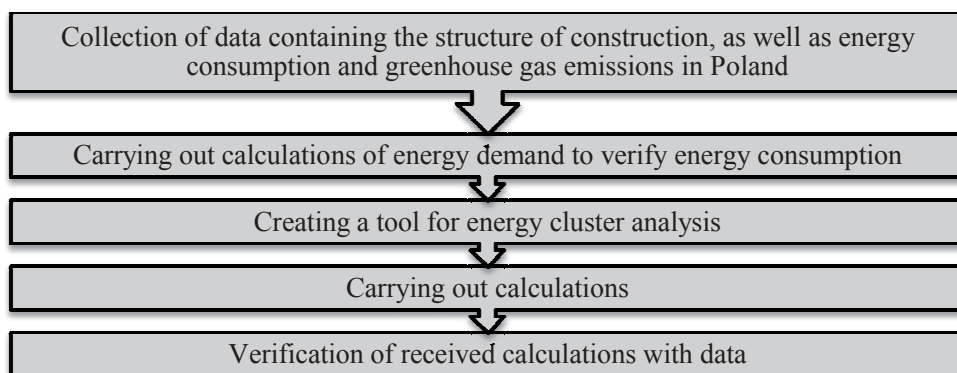 Collection of data containing the structure of construction, as well as energy
consumption and greenhouse gas emissions in Poland
Carrying out calculations of energy demand to verify energy consumption
Creating a tool for energy cluster analysis
Carrying out calculations
Verification of received calculations with data